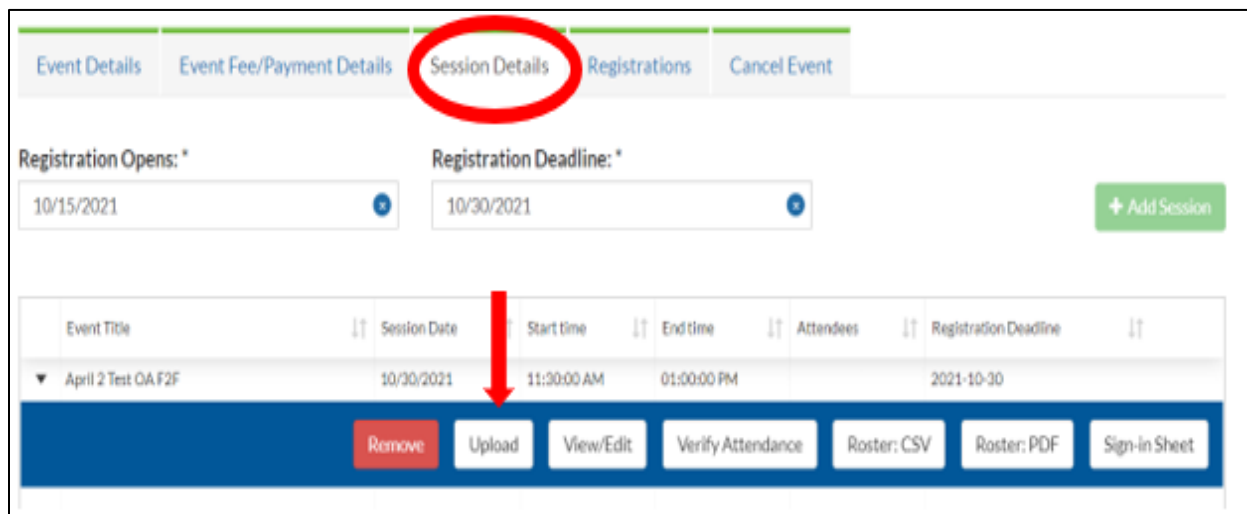 Event Details Event Fee/Payment Details Session Details Registrations Cancel Event
Registration Opens: * Registration Deadline: *
10/15/2021 x 10/30/2021 x + Add Session
Event Title Session Date Start time End time Attendees Registration Deadline
April 2 Test OA F2F 10/30/2021 11:30:00 AM 01:00:00 PM 2021-10-30
Remove Upload View/Edit Verify Attendance Roster: CSV Roster: PDF Sign-in Sheet